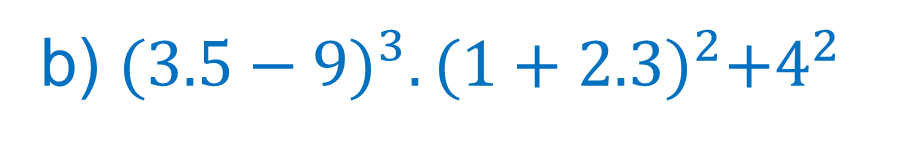 b) (3.5 − 9)³. (1 + 2.3)²+4²